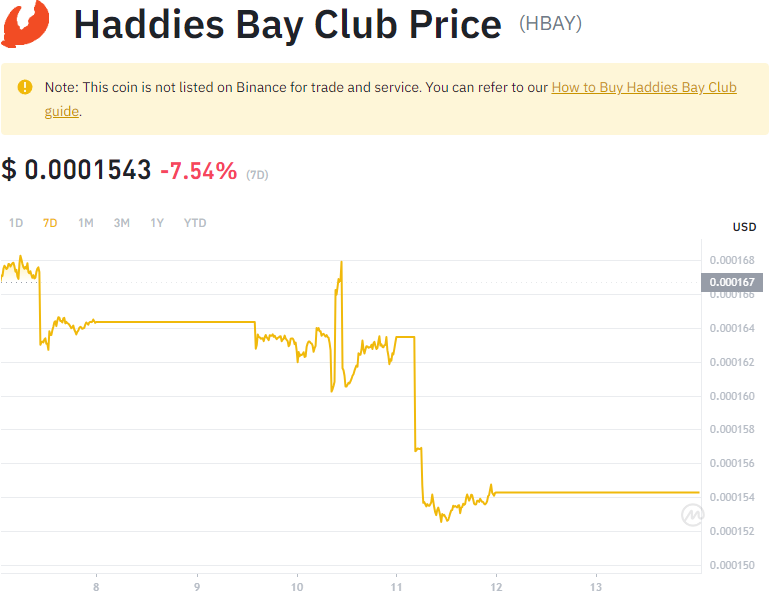 Haddies Bay Club Price (HBAY)
Note: This coin is not listed on Binance for trade and service. You can refer to our How to Buy Haddies Bay Club
guide.
$ 0.0001543 -7.54% (7D)
1D 7D 1M 3M 1Y YTD
USD
0.000168
0.000167
0.000166
0.000164
0.000162
0.000160
0.000158
0.000156
0.000154
0.000152
0.000150
8 9 10 11 12 13